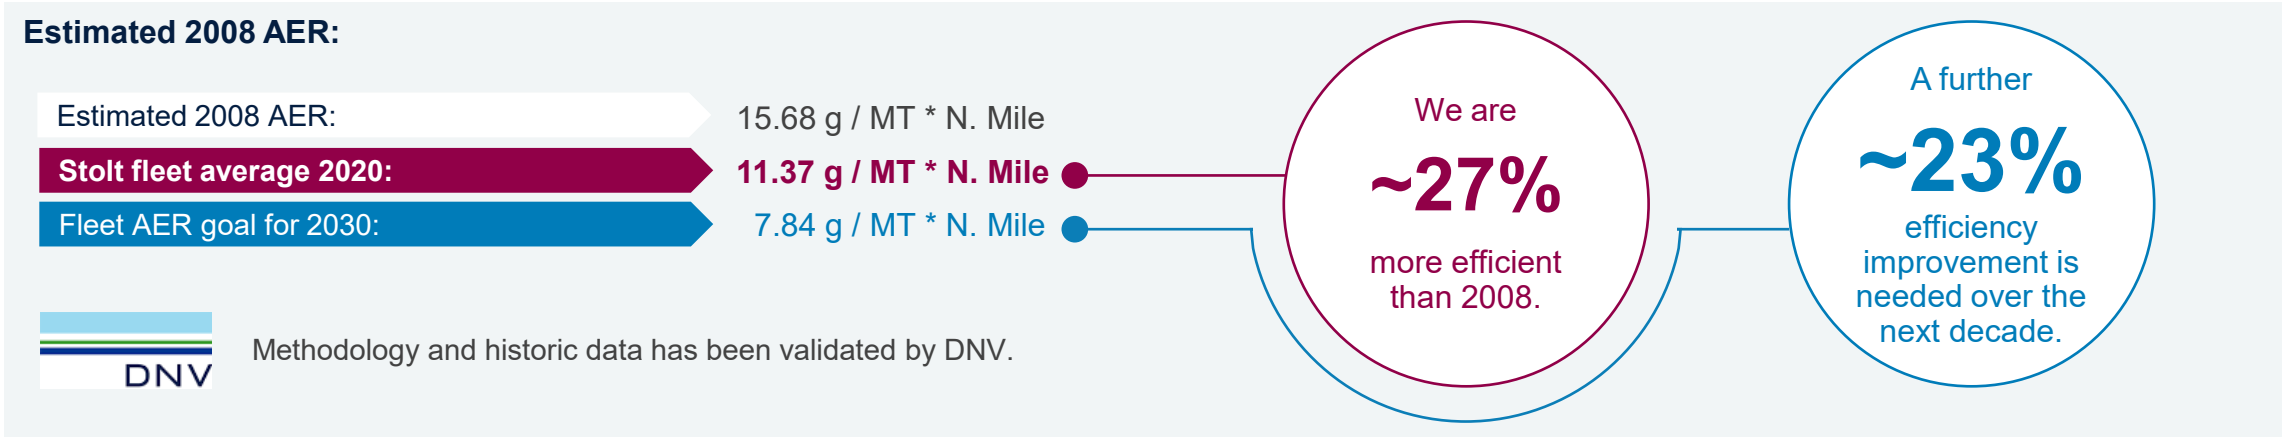 Estimated 2008 AER:
Estimated 2008 AER: 15.68 g / MT * N. Mile
Stolt fleet average 2020: 11.37 g / MT * N. Mile
Fleet AER goal for 2030: 7.84 g / MT * N. Mile
We are
~27%
more efficient
than 2008.
A further
~23%
efficiency
improvement is
needed over the
next decade.
DNV
Methodology and historic data has been validated by DNV.